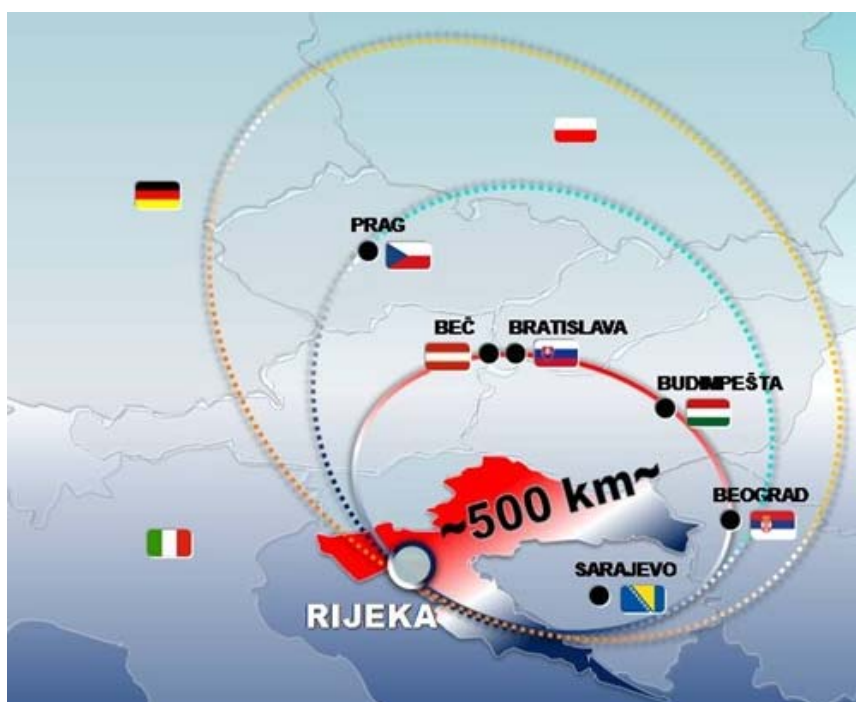 PRAG
BEČ
BRATISLAVA
BUDIMPEŠTA
~500 km~
BEOGRAD
SARAJEVO
RIJEKA